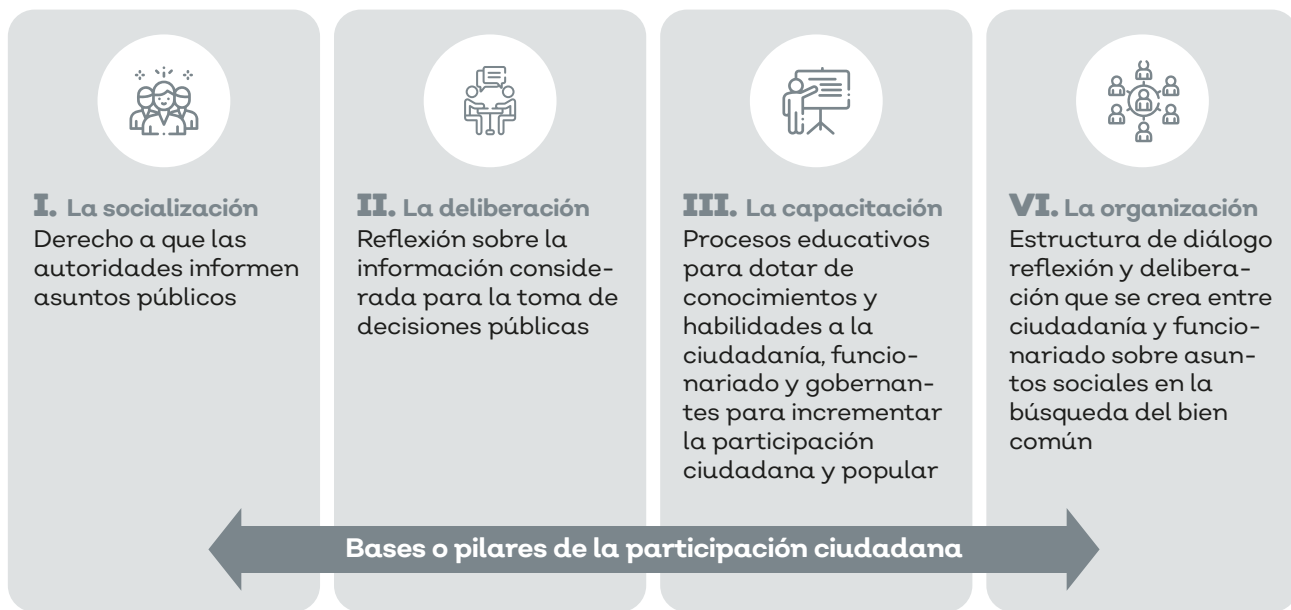 I. La socialización
Derecho a que las
autoridades informen
asuntos públicos
II. La deliberación
Reflexión sobre la
información conside-
rada para la toma de
decisiones públicas
III. La capacitación
Procesos educativos
para dotar de
conocimientos y
habilidades a la
ciudadanía, funcio-
nariado y gobernan-
tes para incrementar
la participación
ciudadana y popular
VI. La organización
Estructura de diálogo
reflexión y delibera-
ción que se crea entre
ciudadanía y funcio-
nariado sobre asun-
tos sociales en la
búsqueda del bien
común
Bases o pilares de la participación ciudadana